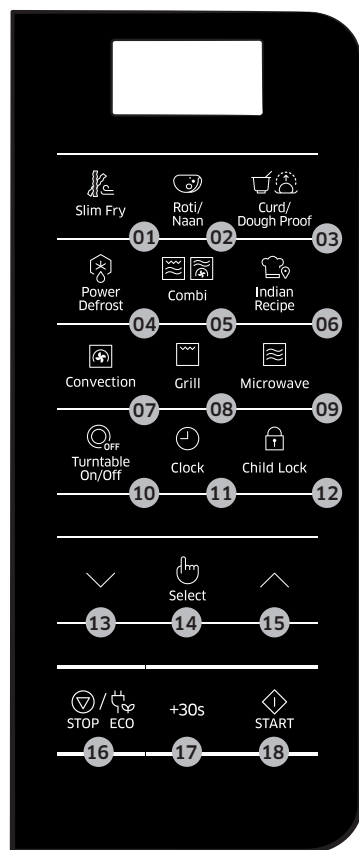 Slim Fry
Roti/
Naan
Curd/
Dough Proof
01
02
03
Power
Defrost
Combi
Indian
Recipe
04
05
06
Convection
Grill
Microwave
07
08
09
OFF
Turntable
On/Off
Clock
Child Lock
10
11
12
Select
13
14
15
/
STOP ECO
+30s
START
16
17
18